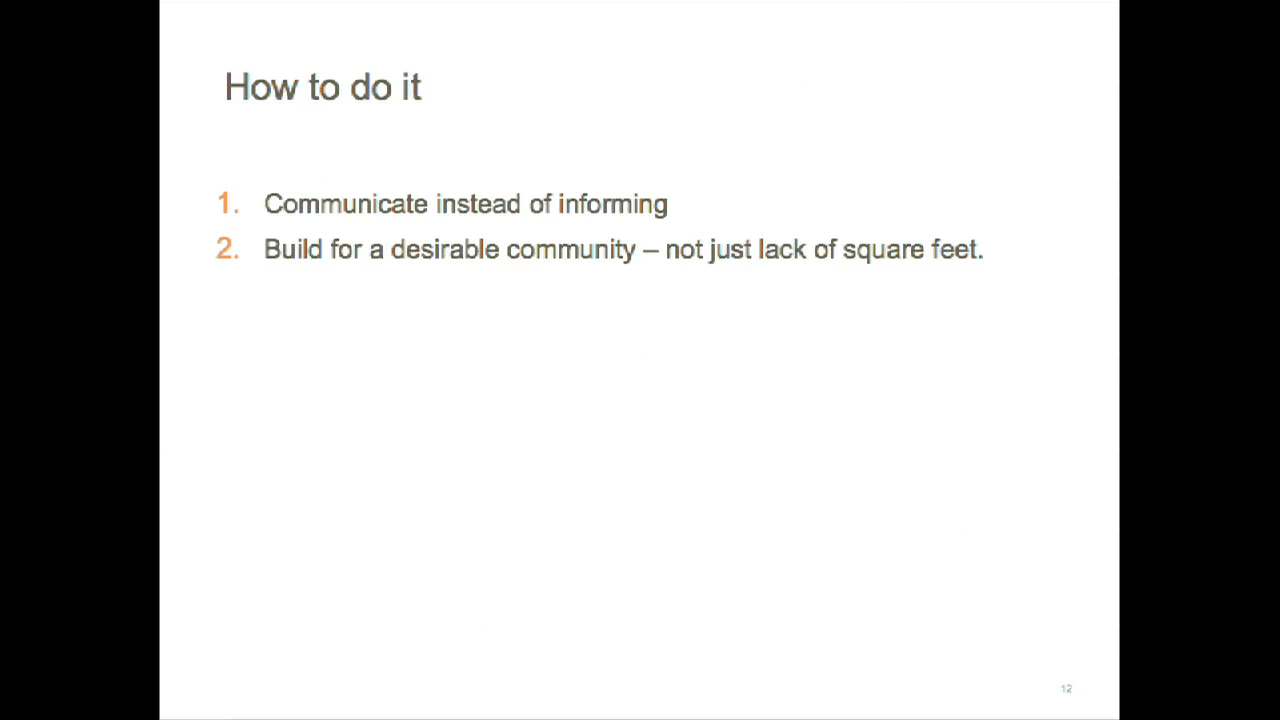 How to do it
1. Communicate instead of informing
2. Build for a desirable community – not just lack of square feet.
12